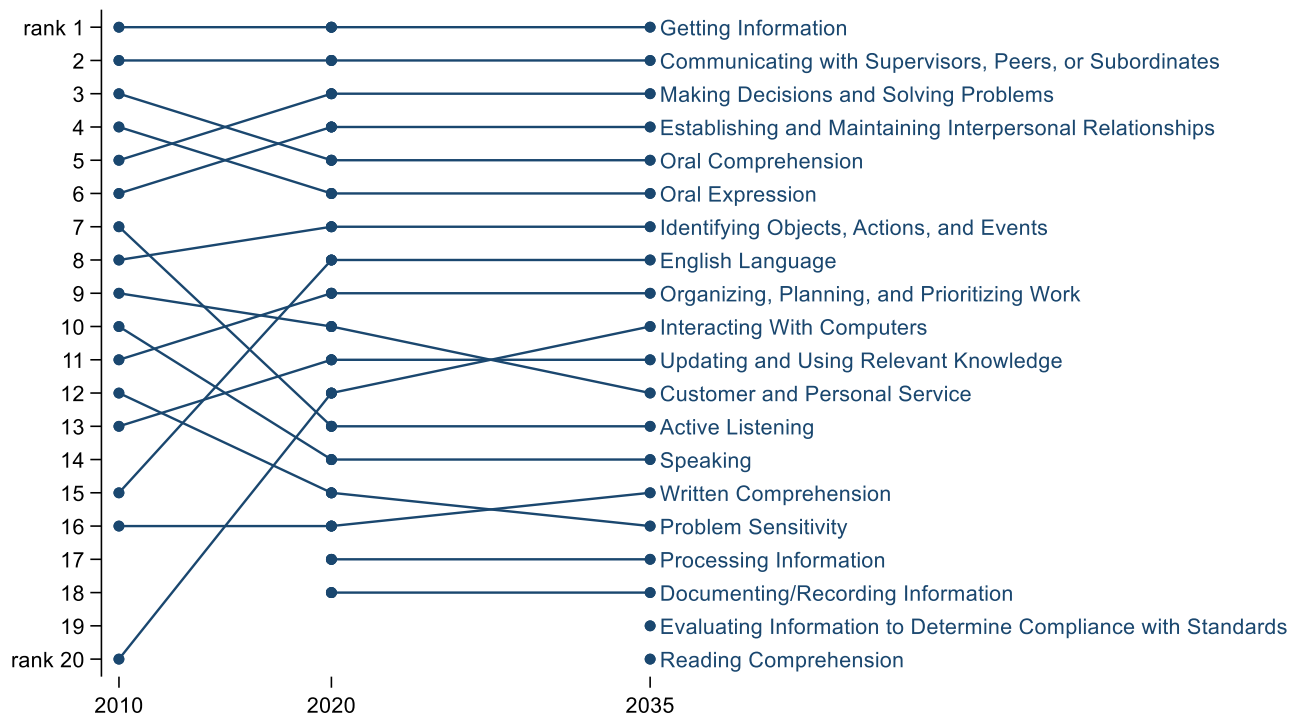 rank 1 Getting Information
2 Communicating with Supervisors, Peers, or Subordinates
3 Making Decisions and Solving Problems
4 Establishing and Maintaining Interpersonal Relationships
5 Oral Comprehension
6 Oral Expression
7 Identifying Objects, Actions, and Events
8 English Language
9 Organizing, Planning, and Prioritizing Work
10 Interacting With Computers
11 Updating and Using Relevant Knowledge
12 Customer and Personal Service
13 Active Listening
14 Speaking
15 Written Comprehension
16 Problem Sensitivity
17 Processing Information
18 Documenting/Recording Information
19 Evaluating Information to Determine Compliance with Standards
rank 20 Reading Comprehension
2010 2020 2035